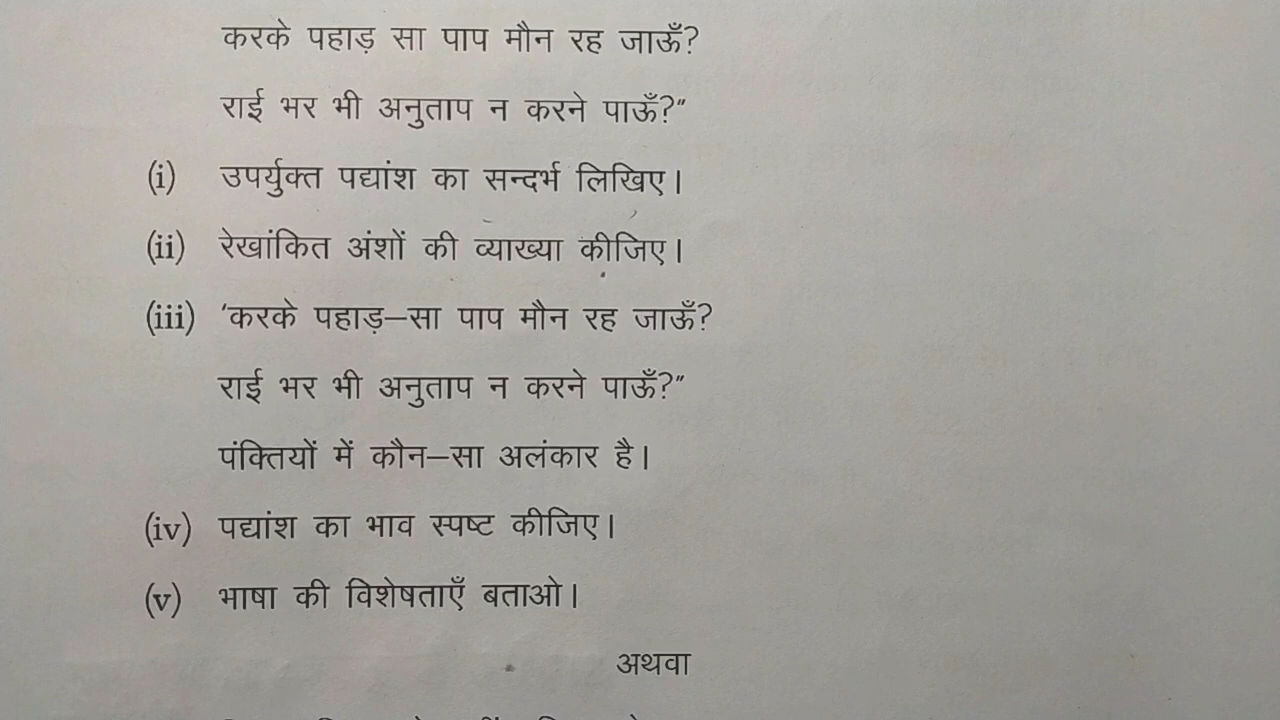 करके पहाड़ सा पाप मौन रह जाऊँ?
राई भर भी अनुताप न करने पाऊँ?"
(i) उपर्युक्त पद्यांश का सन्दर्भ लिखिए।
(ii) रेखांकित अंशों की व्याख्या कीजिए।
(iii) 'करके पहाड़–सा पाप मौन रह जाऊँ?
राई भर भी अनुताप न करने पाऊँ?"
पंक्तियों में कौन–सा अलंकार है।
(iv) पद्यांश का भाव स्पष्ट कीजिए।
(v) भाषा की विशेषताएँ बताओ।
अथवा